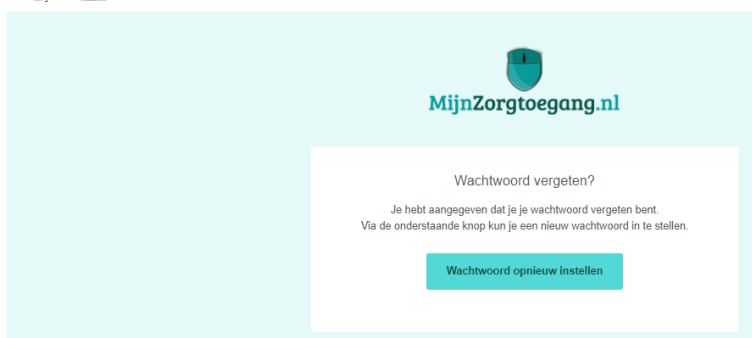 MijnZorgtoegang.nl
Wachtwoord vergeten?
Je hebt aangegeven dat je je wachtwoord vergeten bent.
Via de onderstaande knop kun je een nieuw wachtwoord in te stellen.
Wachtwoord opnieuw instellen